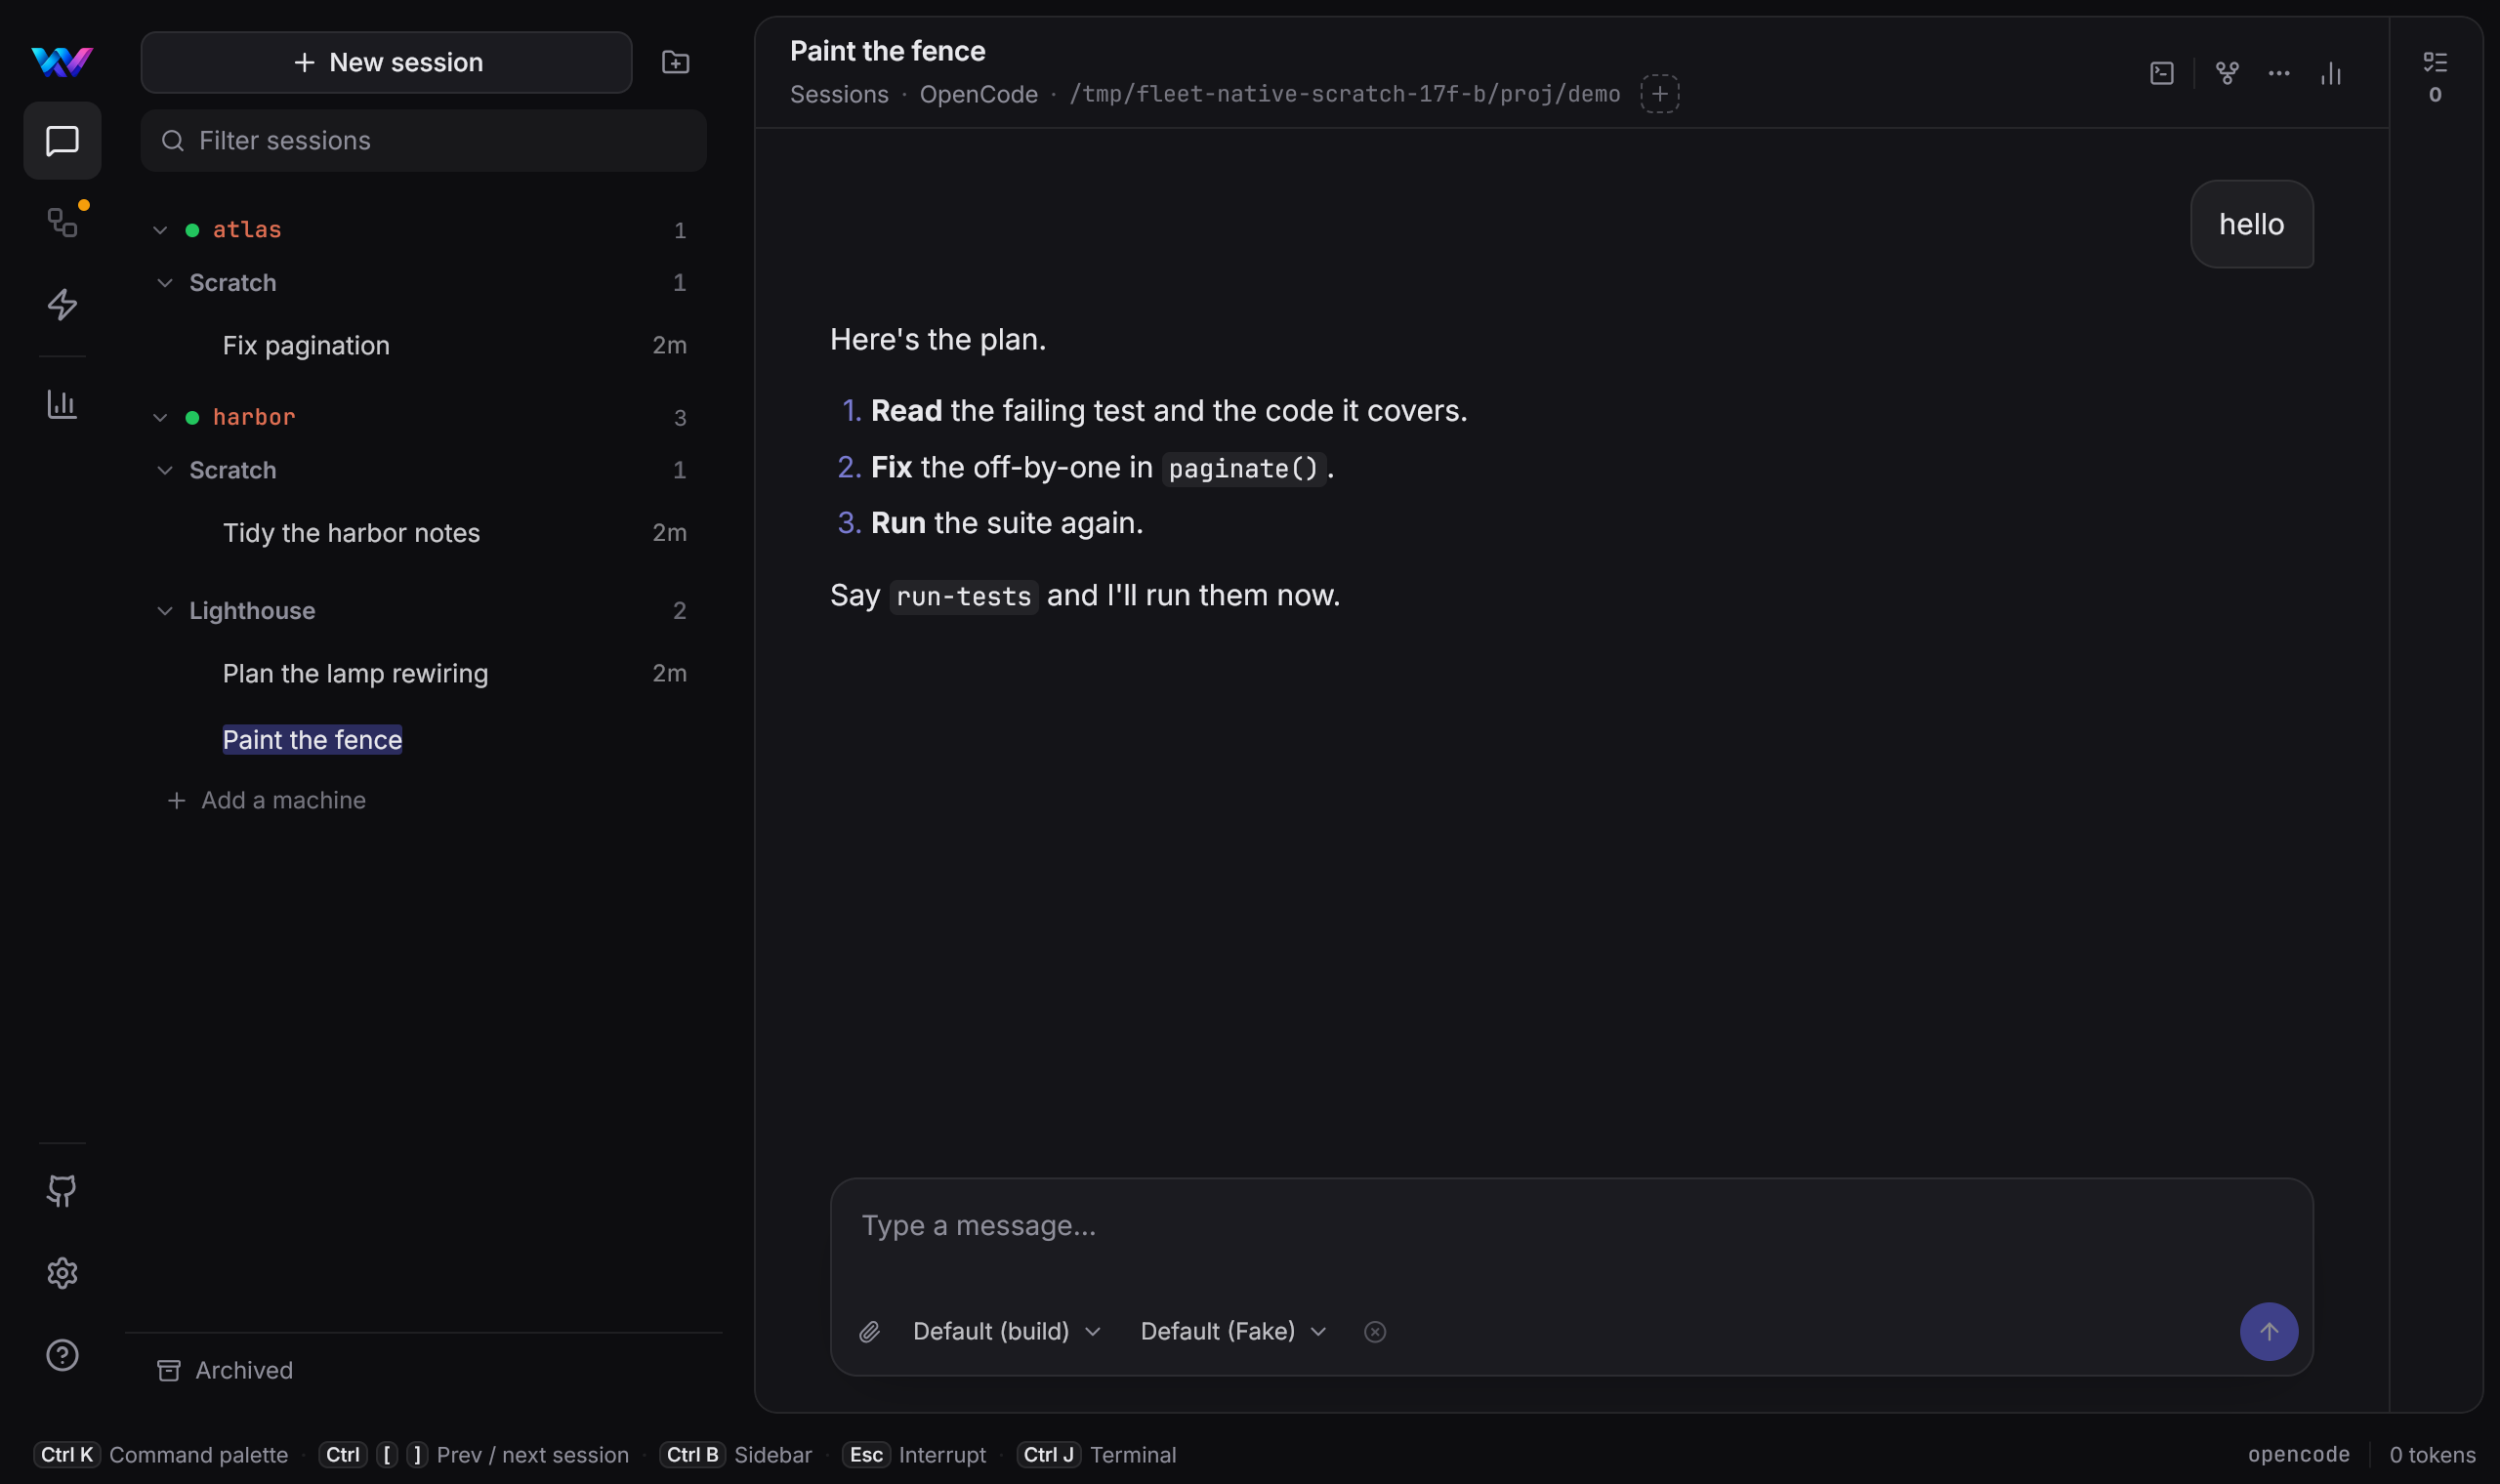 New session
Filter sessions
atlas 1
Scratch 1
Fix pagination 2m
harbor 3
Scratch 1
Tidy the harbor notes 2m
Lighthouse 2
Plan the lamp rewiring 2m
Paint the fence
+ Add a machine
Archived
Paint the fence
Sessions · OpenCode · /tmp/fleet-native-scratch-17f-b/proj/demo
0
hello
Here's the plan.
1. Read the failing test and the code it covers.
2. Fix the off-by-one in paginate().
3. Run the suite again.
Say run-tests and I'll run them now.
Type a message...
Default (build) Default (Fake)
Ctrl K Command palette · Ctrl [ ] Prev / next session · Ctrl B Sidebar · Esc Interrupt · Ctrl J Terminal opencode 0 tokens